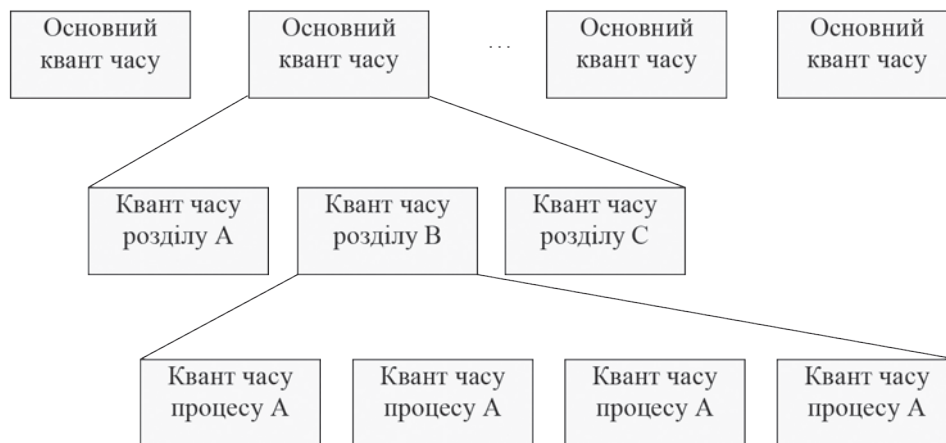 Основний
квант часу
Основний
квант часу
...
Основний
квант часу
Основний
квант часу
Квант часу
розділу А
Квант часу
розділу В
Квант часу
розділу С
Квант часу
процесу А
Квант часу
процесу А
Квант часу
процесу А
Квант часу
процесу А